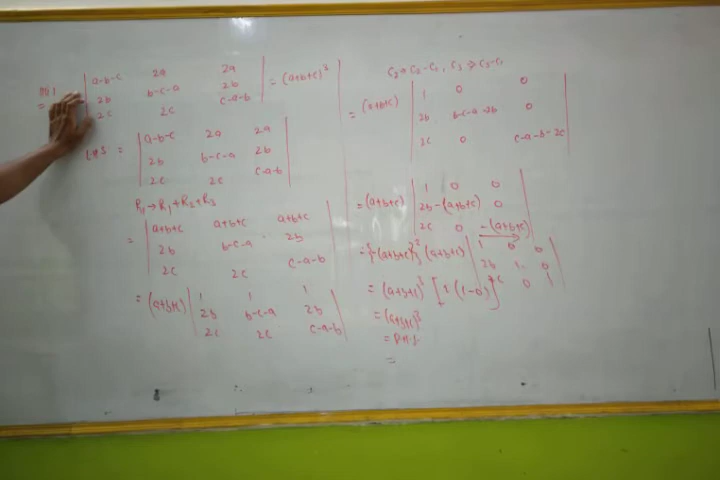 | a-b-c 2a 2a |
| 2b b-c-a 2b | = (a+b+c)³
| 2c 2c c-a-b |
LHS = | a-b-c 2a 2a |
| 2b b-c-a 2b |
| 2c 2c c-a-b |
R₁→R₁+R₂+R₃
= | a+b+c a+b+c a+b+c |
| 2b b-c-a 2b |
| 2c 2c c-a-b |
= (a+b+c) | 1 1 1 |
| 2b b-c-a 2b |
| 2c 2c c-a-b |
C₂→C₂-C₁, C₃→C₃-C₁
= (a+b+c) | 1 0 0 |
| 2b b-c-a-2b 0 |
| 2c 0 c-a-b-2c |
= (a+b+c) | 1 0 0 |
| 2b -(a+b+c) 0 |
| 2c 0 -(a+b+c) |
= {-(a+b+c)}² (a+b+c) | 1 0 0 |
| 2b 1 0 |
| 2c 0 1 |
= (a+b+c)³ [1(1-0)]
= (a+b+c)³
= R.H.S
=